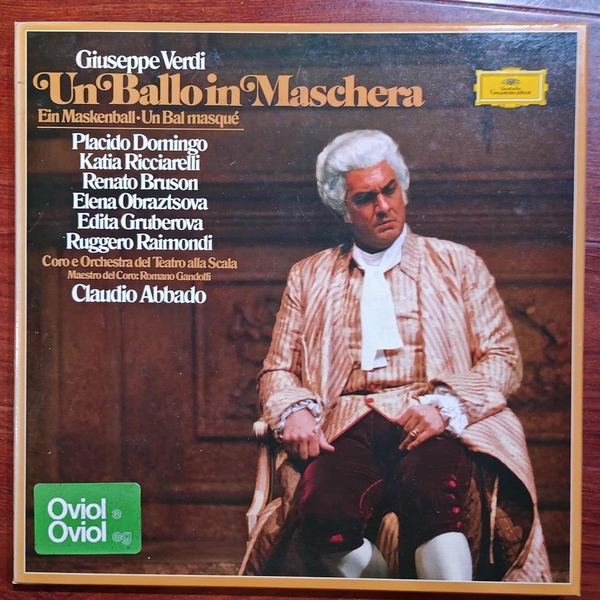 Giuseppe Verdi
Un Ballo in Maschera
Ein Maskenball · Un Bal masqué
Placido Domingo
Katia Ricciarelli
Renato Bruson
Elena Obraztsova
Edita Gruberova
Ruggero Raimondi
Coro e Orchestra del Teatro alla Scala
Maestro del Coro: Romano Gandolfi
Claudio Abbado
Deutsche
Grammophon
Oviol
Oviol eg